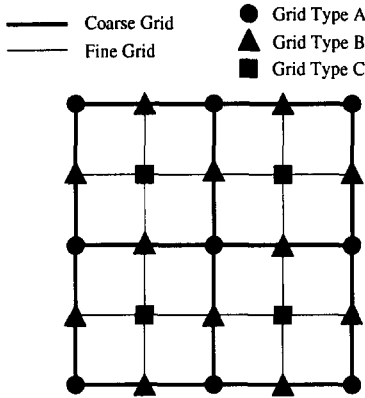 Coarse Grid
Fine Grid
Grid Type A
Grid Type B
Grid Type C